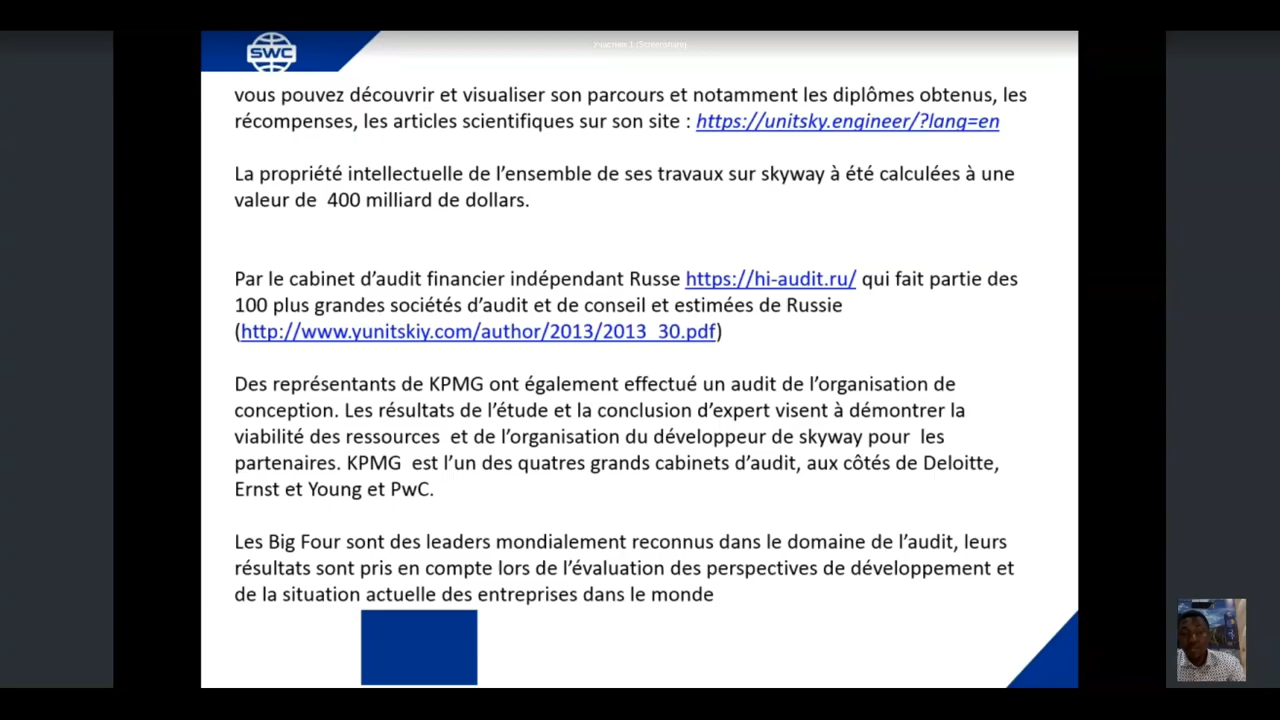 SWC
vous pouvez découvrir et visualiser son parcours et notamment les diplômes obtenus, les
récompenses, les articles scientifiques sur son site : https://unitsky.engineer/?lang=en
La propriété intellectuelle de l’ensemble de ses travaux sur skyway à été calculées à une
valeur de 400 milliard de dollars.
Par le cabinet d’audit financier indépendant Russe https://hi-audit.ru/ qui fait partie des
100 plus grandes sociétés d’audit et de conseil et estimées de Russie
(http://www.yunitskiy.com/author/2013/2013_30.pdf)
Des représentants de KPMG ont également effectué un audit de l’organisation de
conception. Les résultats de l’étude et la conclusion d’expert visent à démontrer la
viabilité des ressources et de l’organisation du développeur de skyway pour les
partenaires. KPMG est l’un des quatres grands cabinets d’audit, aux côtés de Deloitte,
Ernst et Young et PwC.
Les Big Four sont des leaders mondialement reconnus dans le domaine de l’audit, leurs
résultats sont pris en compte lors de l’évaluation des perspectives de développement et
de la situation actuelle des entreprises dans le monde